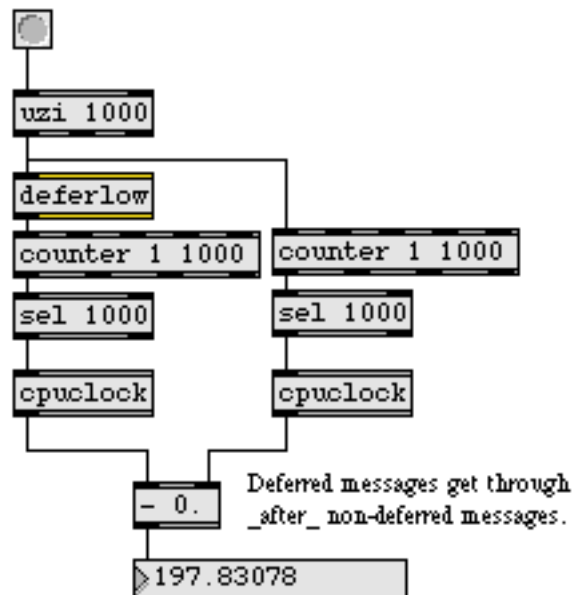 uzi 1000
deferlow
counter 1 1000
counter 1 1000
sel 1000
sel 1000
cpuclock
cpuclock
- 0.
Deferred messages get through
_after_ non-deferred messages.
197.83078